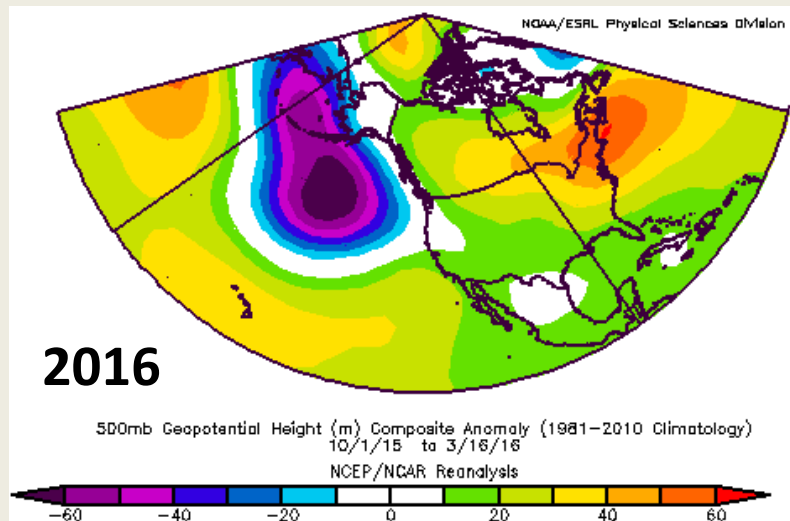 NOAA/ESRL Physical Sciences Division
2016
500mb Geopotential Height (m) Composite Anomaly (1981-2010 Climatology)
10/1/15 to 3/16/16
NCEP/NCAR Reanalysis
-60 -40 -20 0 20 40 60